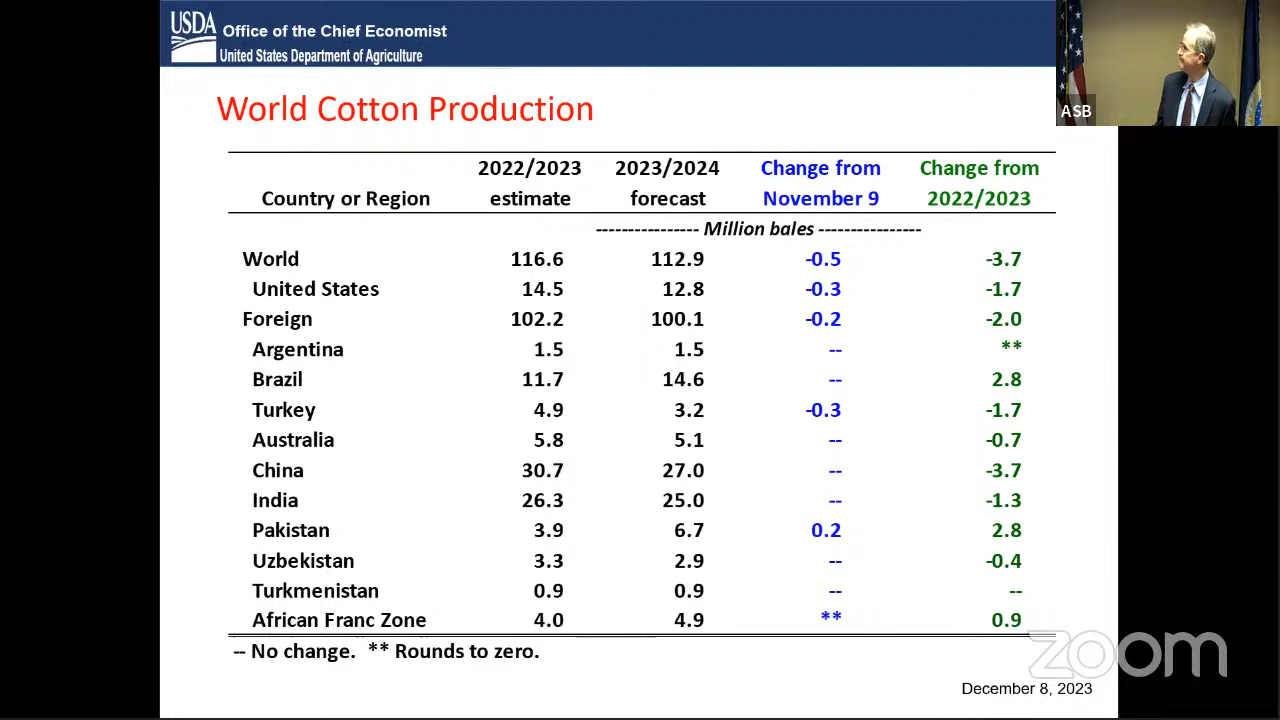 USDA Office of the Chief Economist
United States Department of Agriculture
ASB
World Cotton Production
2022/2023 2023/2024 Change from Change from
Country or Region estimate forecast November 9 2022/2023
---------------- Million bales ----------------
World 116.6 112.9 -0.5 -3.7
United States 14.5 12.8 -0.3 -1.7
Foreign 102.2 100.1 -0.2 -2.0
Argentina 1.5 1.5 -- **
Brazil 11.7 14.6 -- 2.8
Turkey 4.9 3.2 -0.3 -1.7
Australia 5.8 5.1 -- -0.7
China 30.7 27.0 -- -3.7
India 26.3 25.0 -- -1.3
Pakistan 3.9 6.7 0.2 2.8
Uzbekistan 3.3 2.9 -- -0.4
Turkmenistan 0.9 0.9 -- --
African Franc Zone 4.0 4.9 ** 0.9
-- No change. ** Rounds to zero.
zoom
December 8, 2023